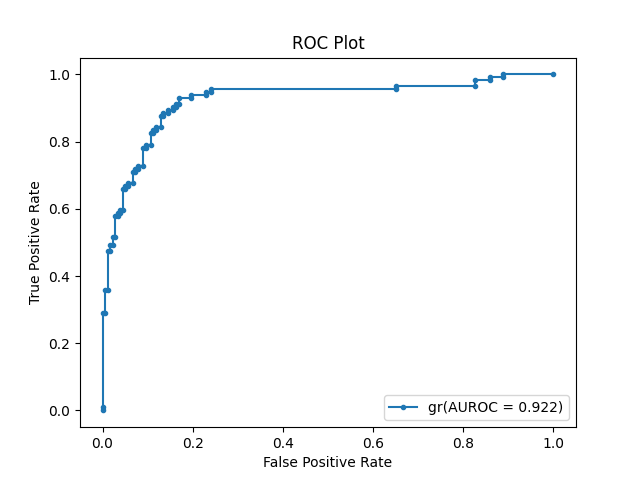 ROC Plot
True Positive Rate
1.0
0.8
0.6
0.4
0.2
0.0
0.0 0.2 0.4 0.6 0.8 1.0
False Positive Rate
gr(AUROC = 0.922)